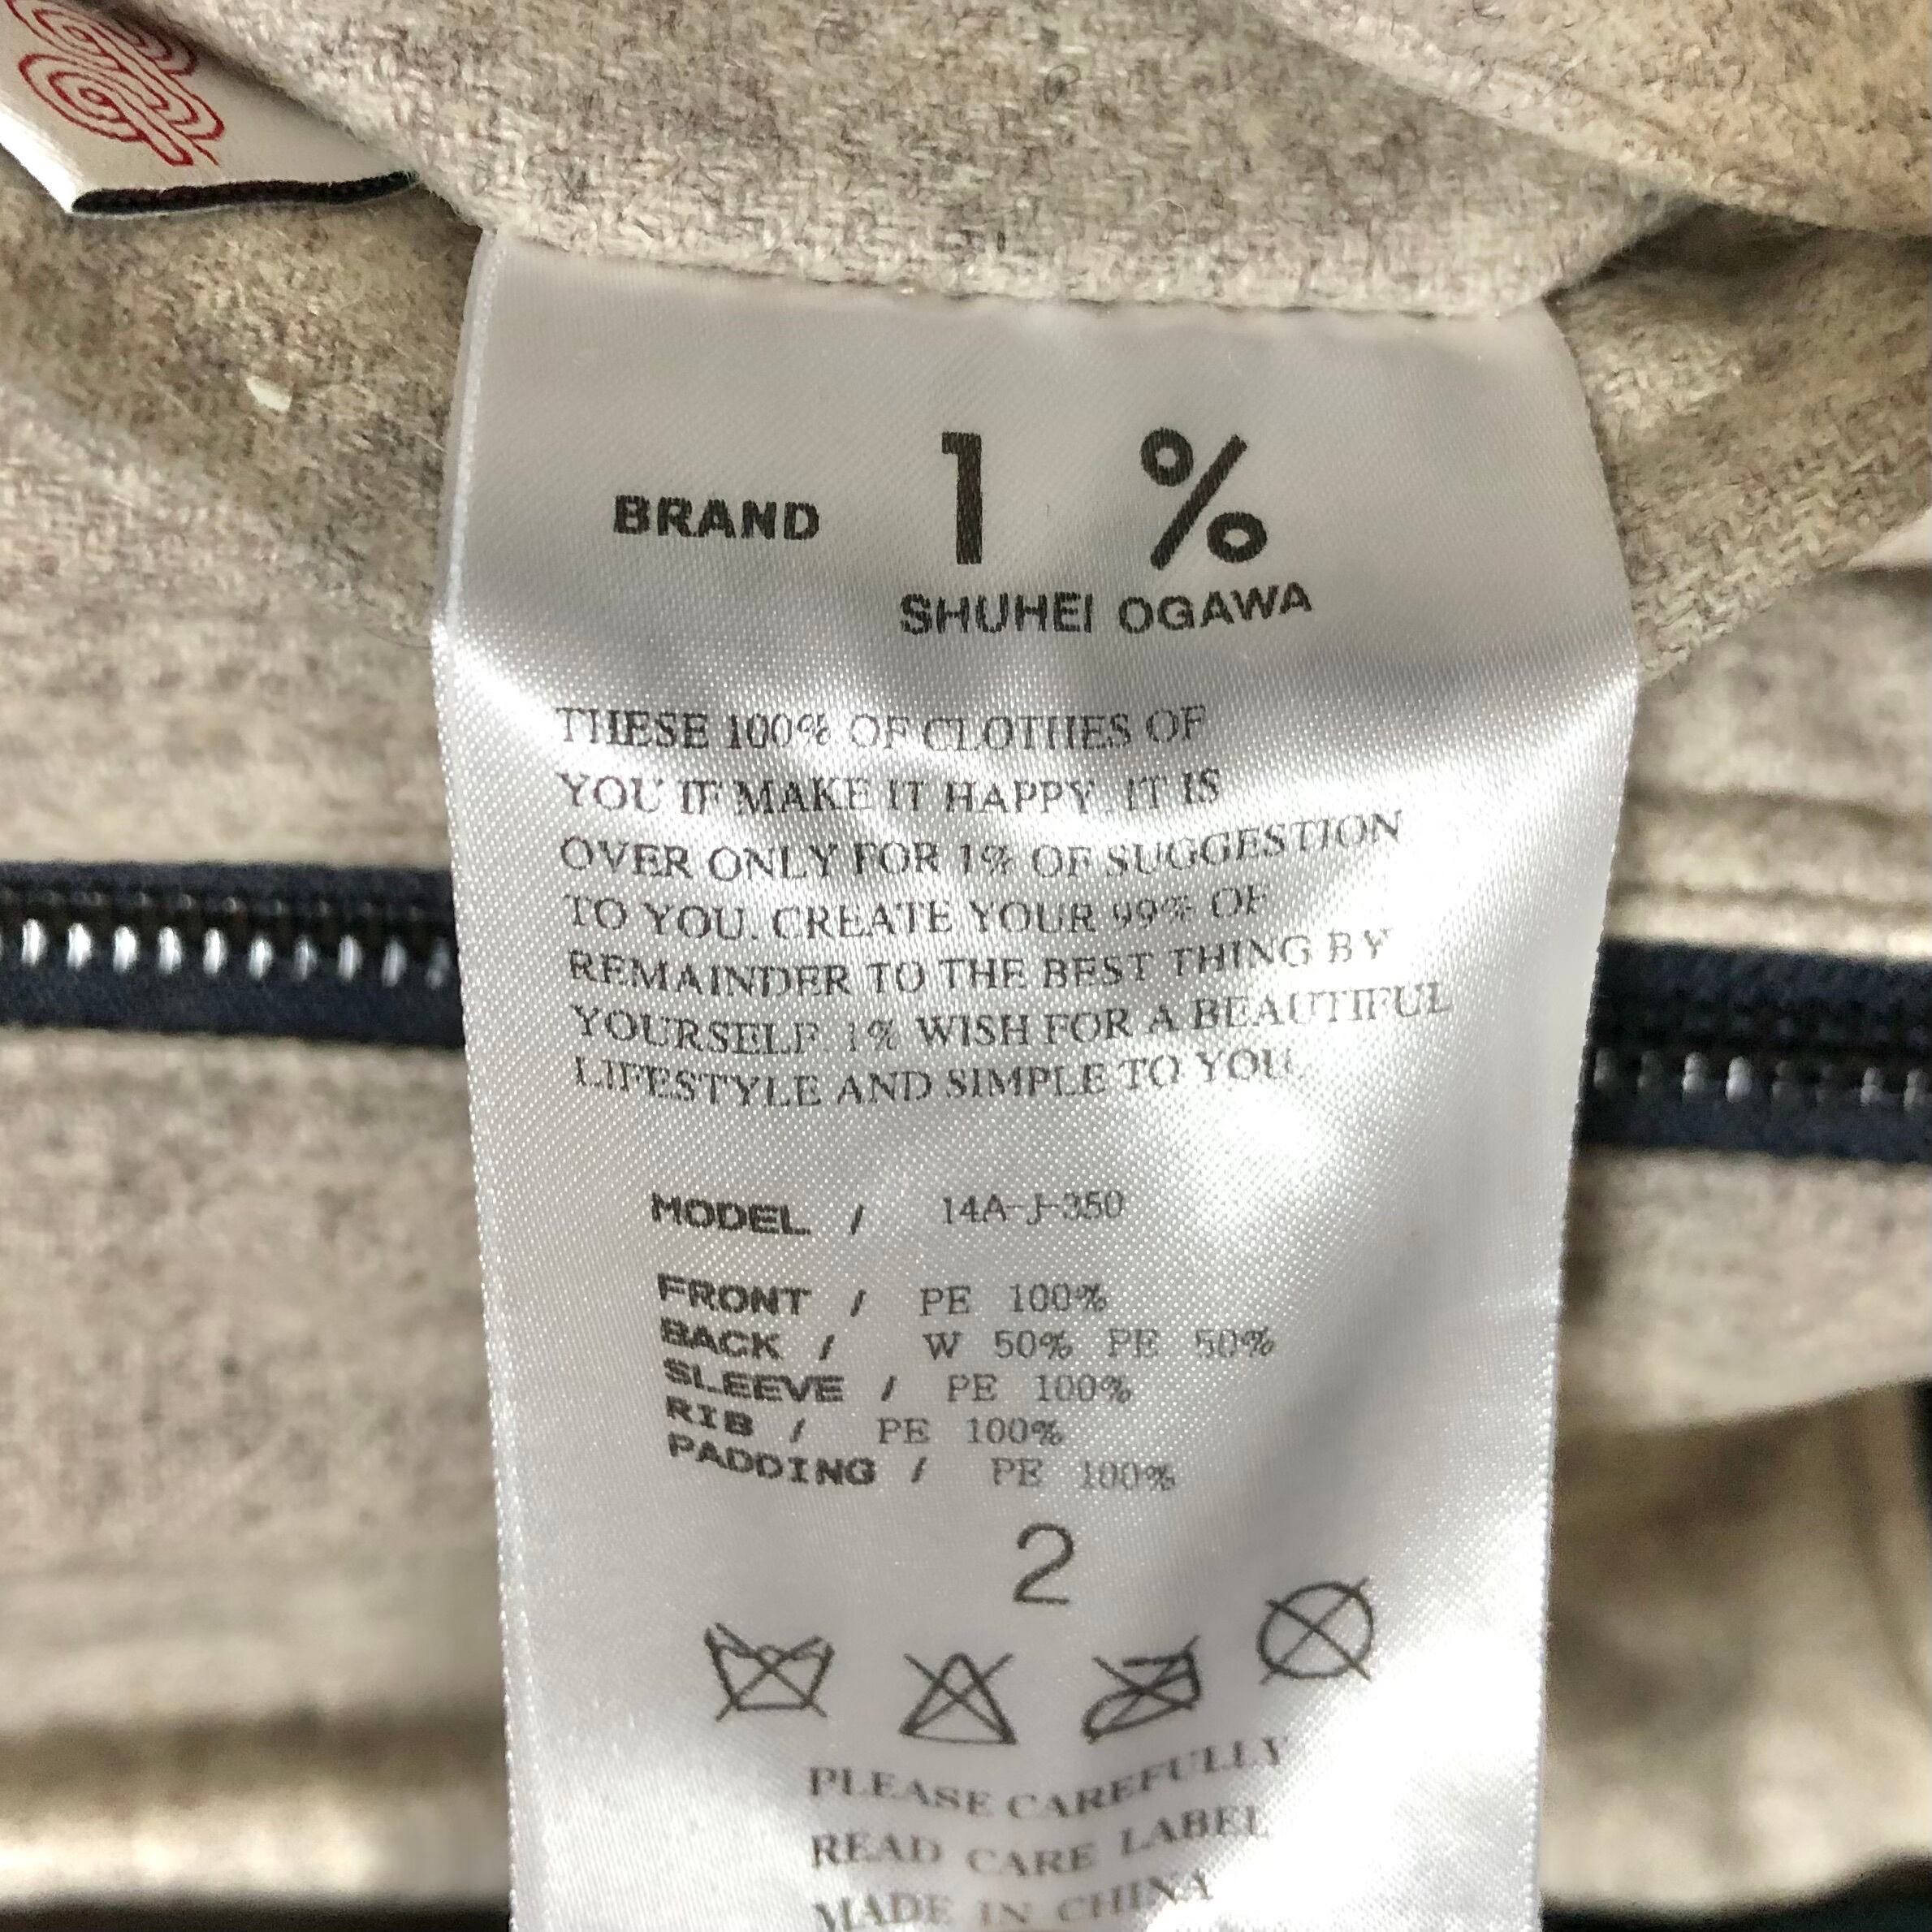 BRAND 1 %
SHUHEI OGAWA
THESE 100% OF CLOTHES OF
YOU IF MAKE IT HAPPY, IT IS
OVER ONLY FOR 1% OF SUGGESTION
TO YOU. CREATE YOUR 99% OF
REMAINDER TO THE BEST THING BY
YOURSELF. 1% WISH FOR A BEAUTIFUL
LIFESTYLE AND SIMPLE TO YOU.
MODEL / 14A-J-350
FRONT / PE 100%
BACK / W 50% PE 50%
SLEEVE / PE 100%
RIB / PE 100%
PADDING / PE 100%
2
PLEASE CAREFULLY
READ CARE LABEL
MADE IN CHINA